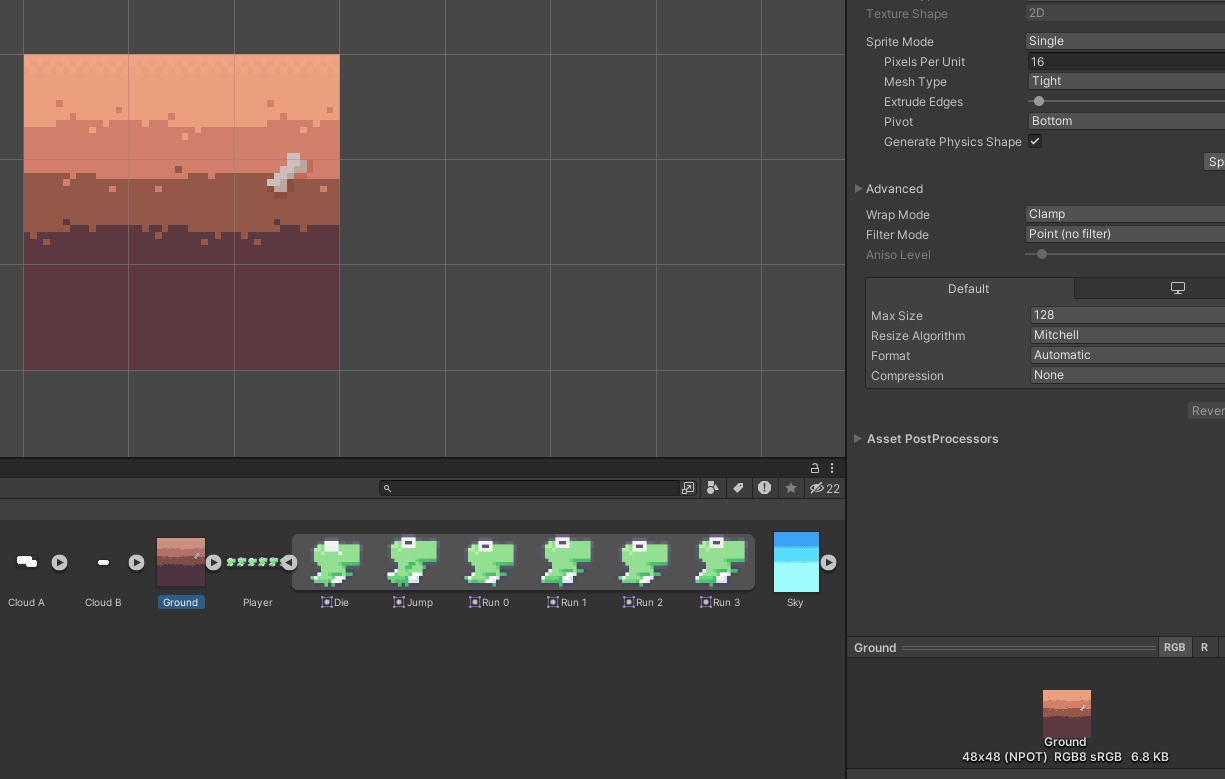 Texture Shape 2D
Sprite Mode Single
Pixels Per Unit 16
Mesh Type Tight
Extrude Edges
Pivot Bottom
Generate Physics Shape
Sp
Advanced
Wrap Mode Clamp
Filter Mode Point (no filter)
Aniso Level
Default
Max Size 128
Resize Algorithm Mitchell
Format Automatic
Compression None
Rever
Asset PostProcessors
22
Cloud A Cloud B Ground Player Die Jump Run 0 Run 1 Run 2 Run 3 Sky
Ground RGB R
Ground
48x48 (NPOT) RGB8 sRGB 6.8 KB